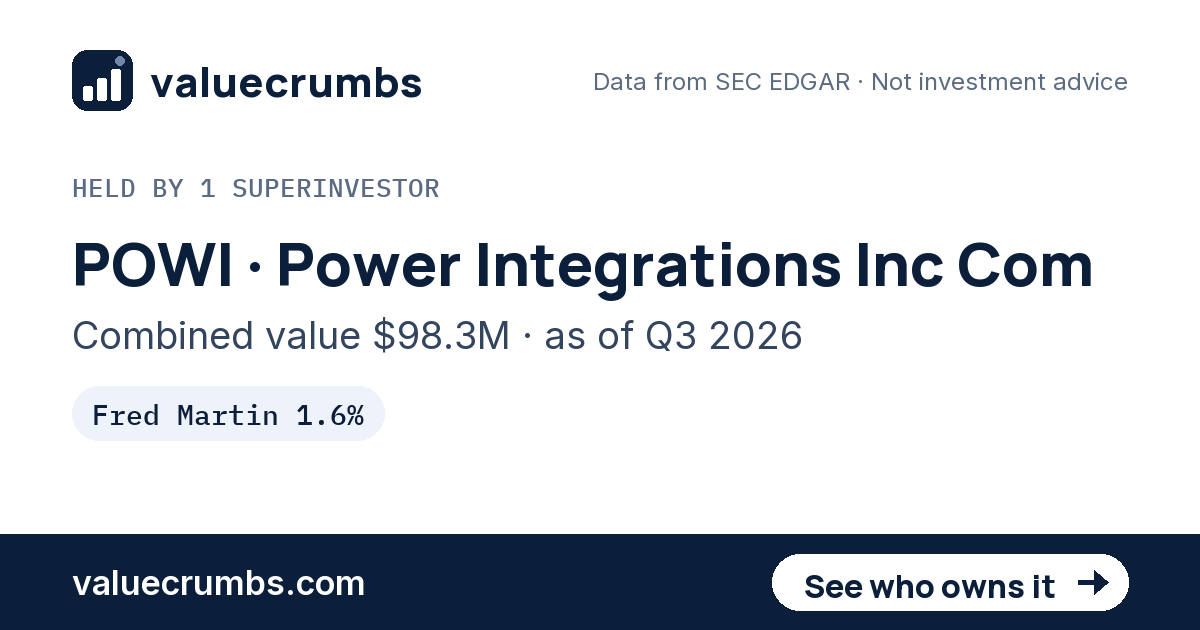 valuecrumbs
Data from SEC EDGAR · Not investment advice
HELD BY 1 SUPERINVESTOR
POWI · Power Integrations Inc Com
Combined value $98.3M · as of Q3 2026
Fred Martin 1.6%
valuecrumbs.com
See who owns it →